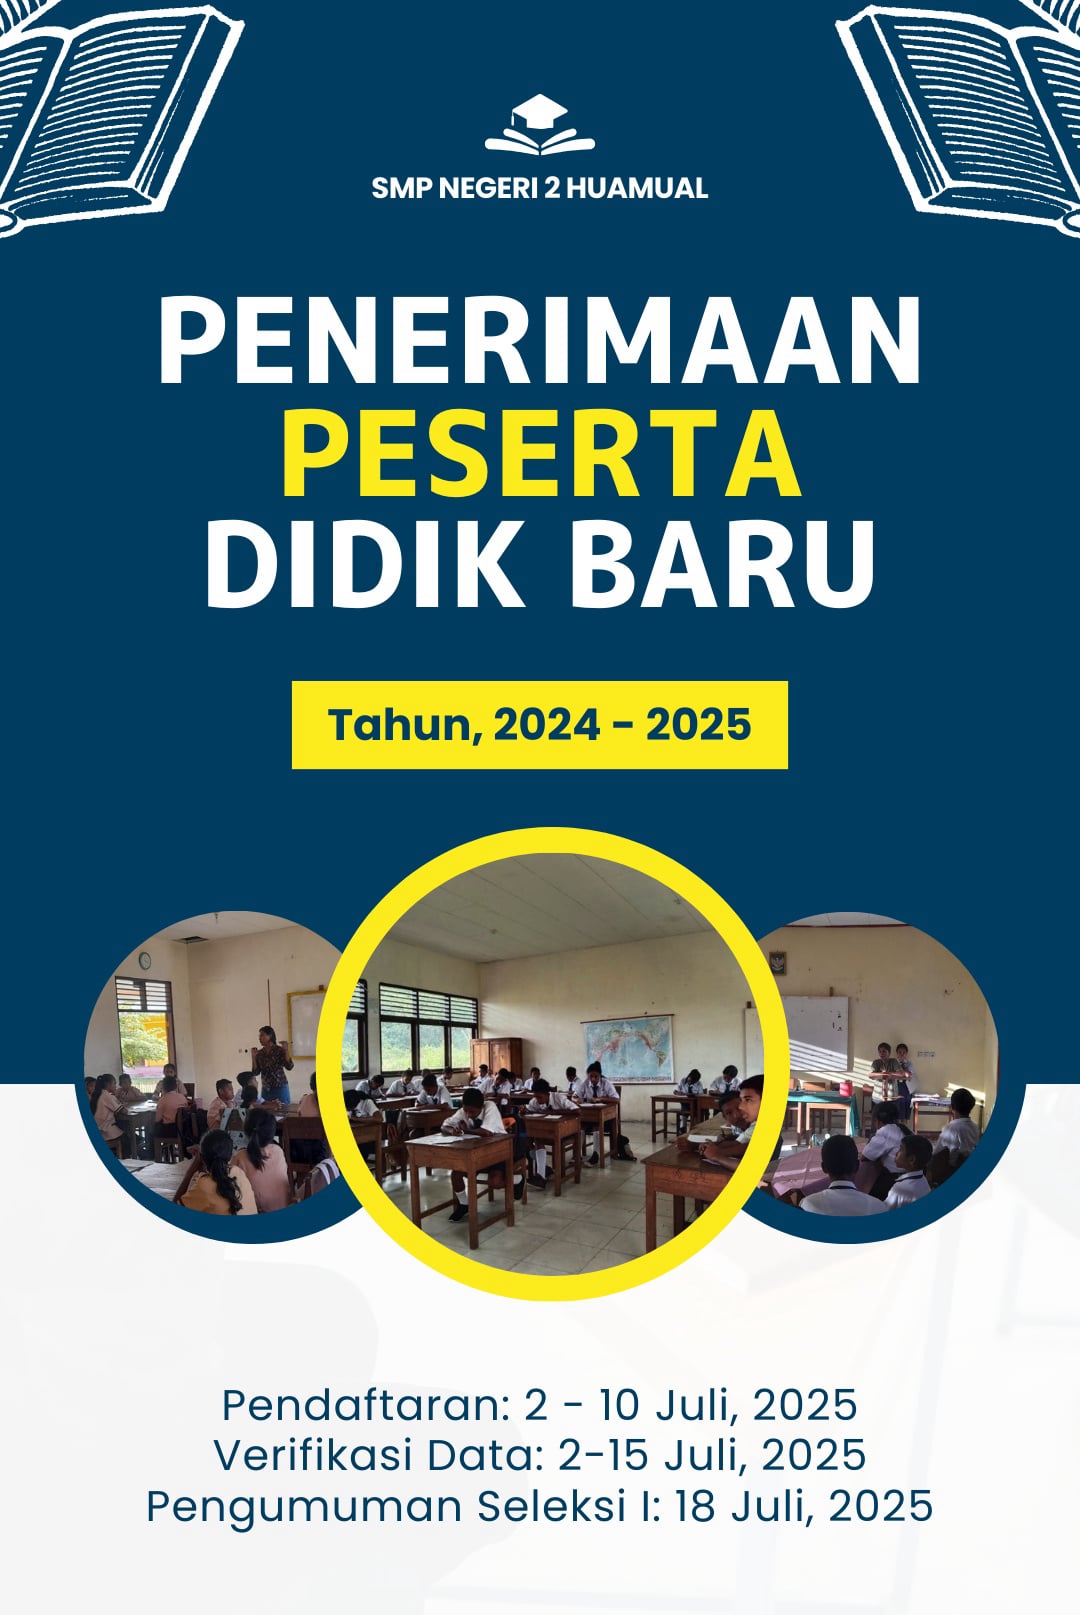 SMP NEGERI 2 HUAMUAL
PENERIMAAN
PESERTA
DIDIK BARU
Tahun, 2024 - 2025
Pendaftaran: 2 - 10 Juli, 2025
Verifikasi Data: 2-15 Juli, 2025
Pengumuman Seleksi I: 18 Juli, 2025